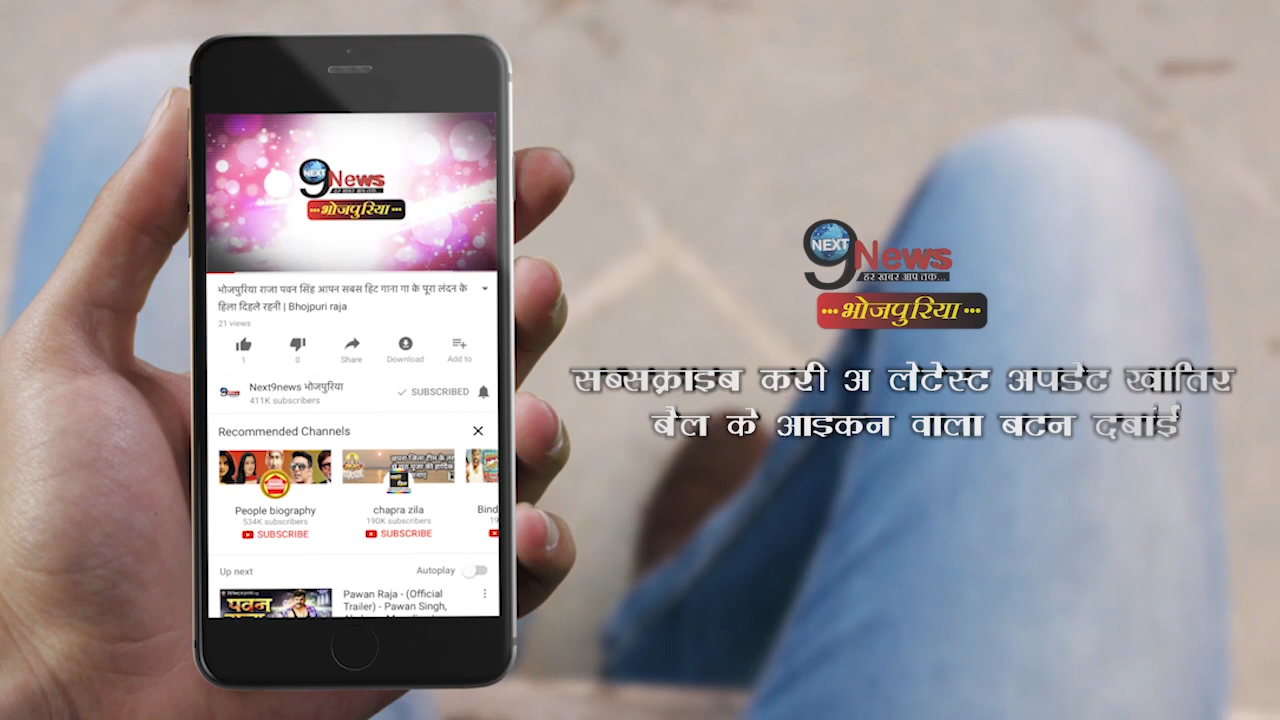 9 NEXT News
हर खबर आप तक...
···भोजपुरिया···
भोजपुरिया राजा पवन सिंह आपन सबस हिट गाना गा के पूरा लंदन के
हिला दिहले रहनी | Bhojpuri raja
21 views
1
0
Share
Download
Add to
Next9news भोजपुरिया
411K subscribers
SUBSCRIBED
Recommended Channels
People biography
534K subscribers
SUBSCRIBE
chapra zila
190K subscribers
SUBSCRIBE
Bind
19
Up next
Autoplay
Pawan Raja - (Official
Trailer) - Pawan Singh,
पवन
9 NEXT News
हर खबर आप तक...
···भोजपुरिया···
सब्सक्राइब करी अ लेटेस्ट अपडेट खातिर
बैल के आइकन वाला बटन दबाई